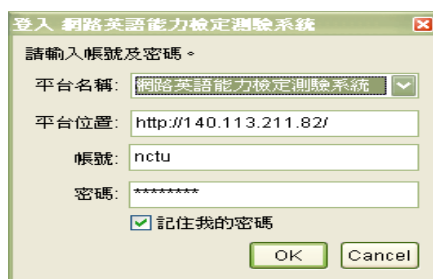 登入 網路英語能力檢定測驗系統
請輸入帳號及密碼。
平台名稱: 網路英語能力檢定測驗系統
平台位置: http://140.113.211.82/
帳號: nctu
密碼: ********
記住我的密碼
OK Cancel